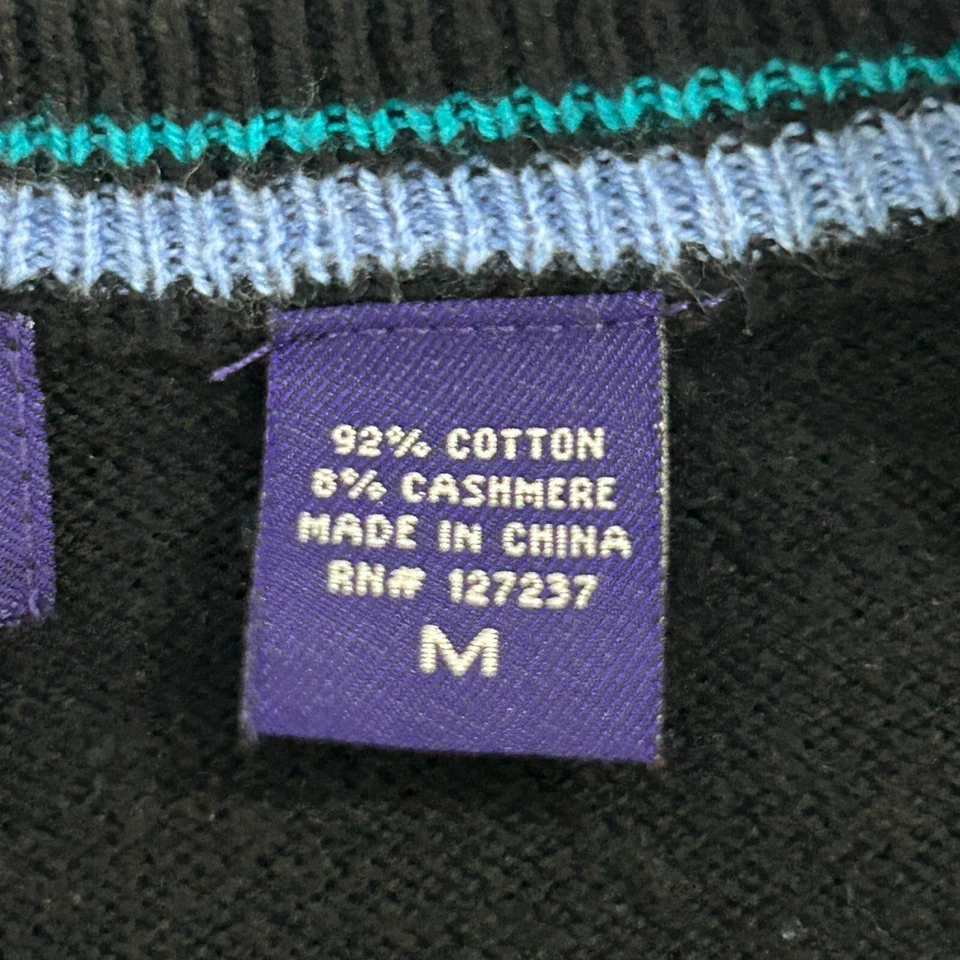 92% COTTON
8% CASHMERE
MADE IN CHINA
RN# 127237
M